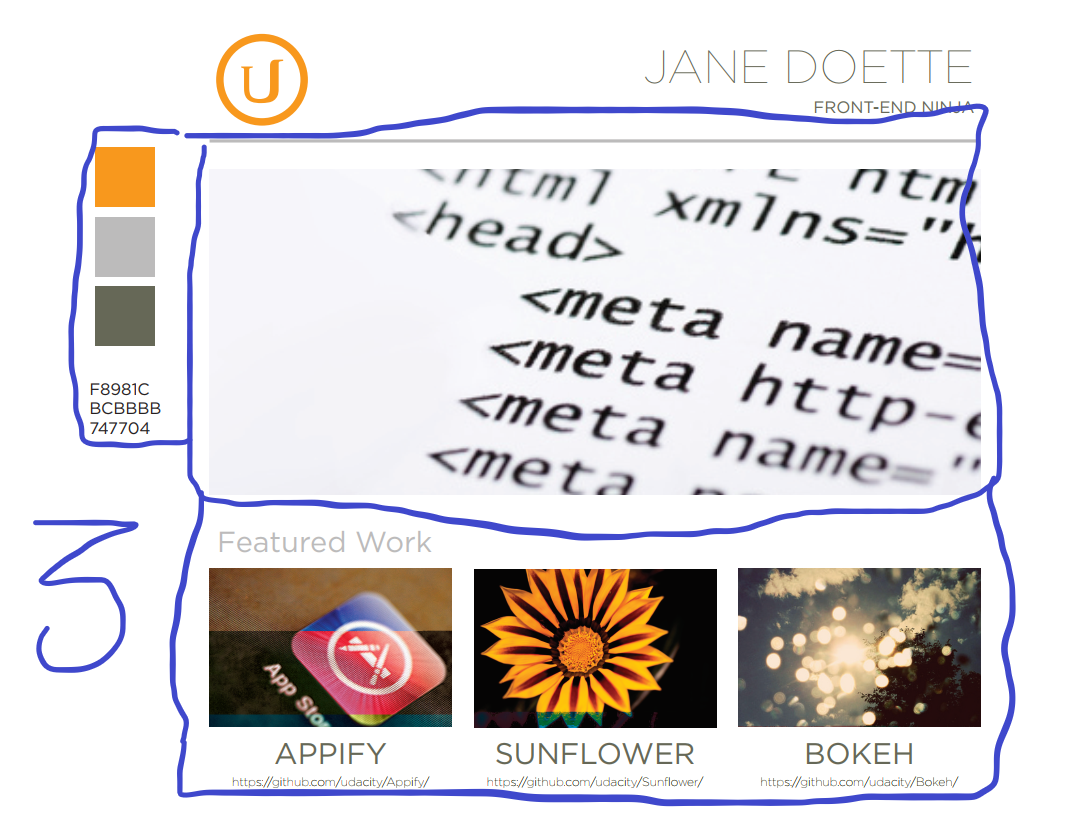 U
JANE DOETTE
FRONT-END NINJA
F8981C
BCBBBB
747704
<html
xmlns="h
<head>
<meta name=
<meta http-e
<meta name="
<meta
3
Featured Work
App Stor
APPIFY
https://github.com/udacity/Appify/
SUNFLOWER
https://github.com/udacity/Sunflower/
BOKEH
https://github.com/udacity/Bokeh/